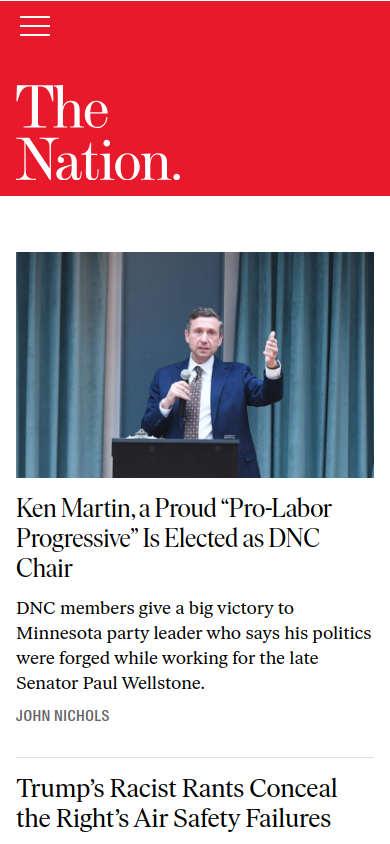 The
Nation.
Ken Martin, a Proud “Pro-Labor
Progressive” Is Elected as DNC
Chair
DNC members give a big victory to
Minnesota party leader who says his politics
were forged while working for the late
Senator Paul Wellstone.
JOHN NICHOLS
Trump’s Racist Rants Conceal
the Right’s Air Safety Failures